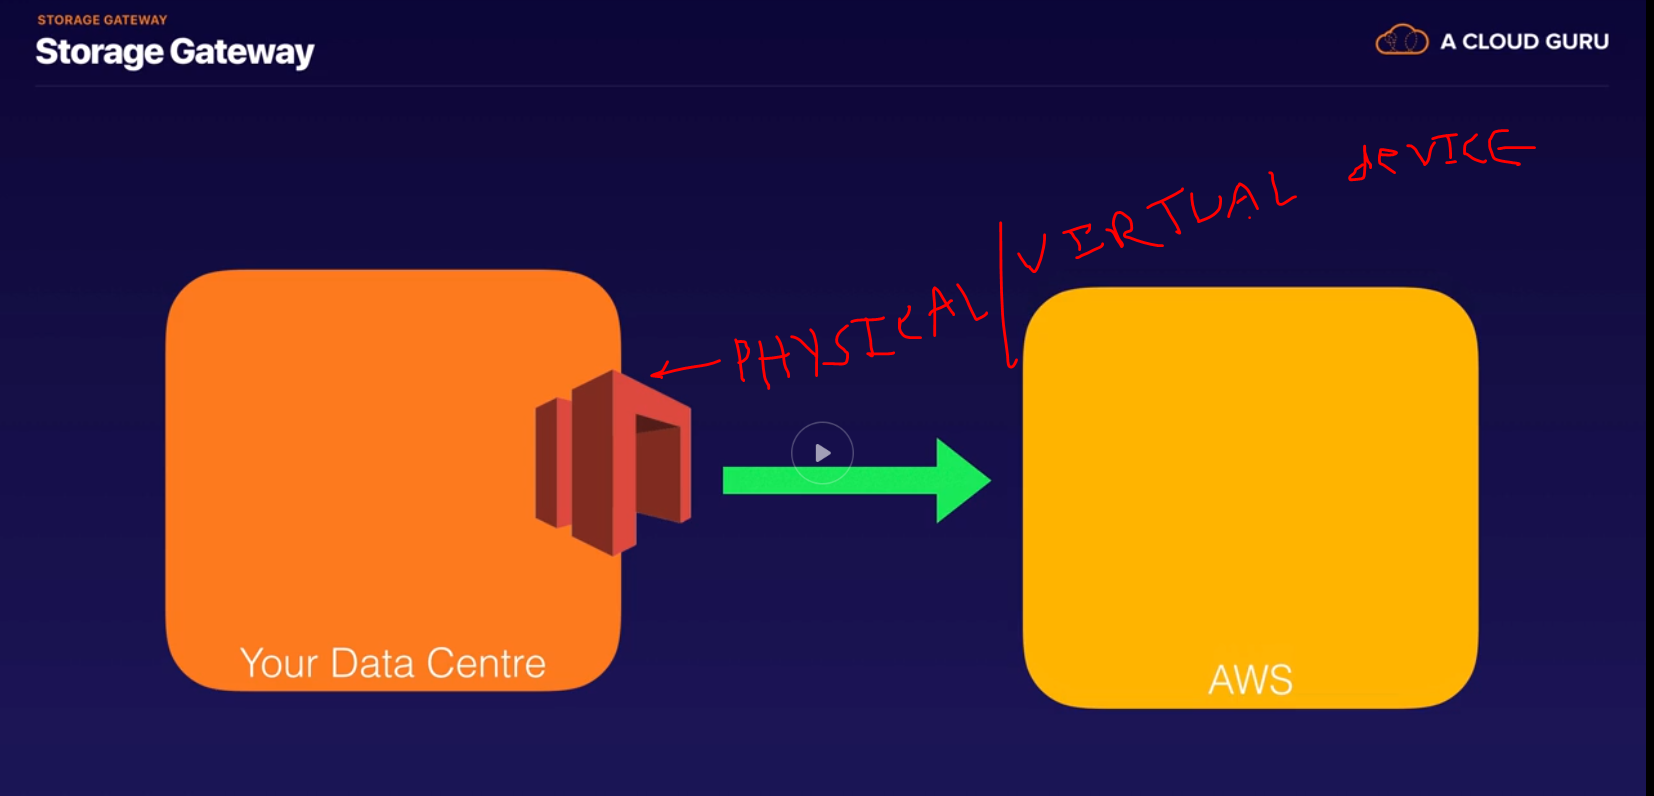 STORAGE GATEWAY
Storage Gateway
A CLOUD GURU
PHYSICAL/VIRTUAL deVICE
Your Data Centre
AWS